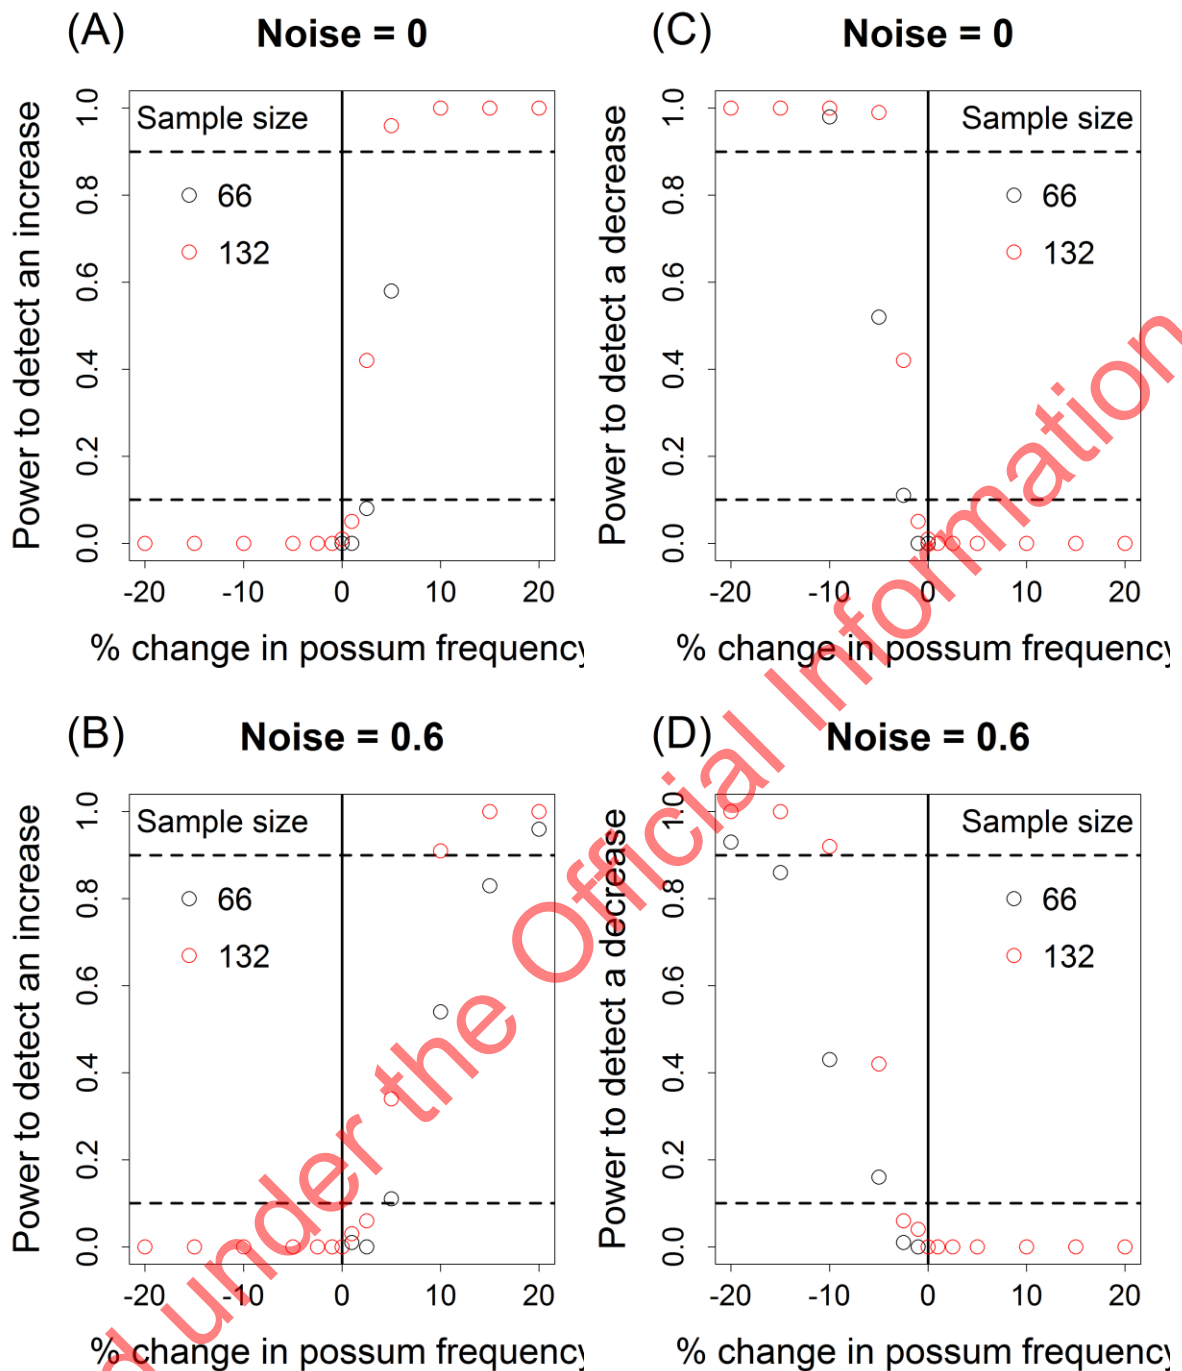 (A) Noise = 0
Power to detect an increase
1.0
0.8
0.6
0.4
0.2
0.0
Sample size
66
132
-20 -10 0 10 20
% change in possum frequency
(C) Noise = 0
Power to detect a decrease
1.0
0.8
0.6
0.4
0.2
0.0
Sample size
66
132
-20 -10 0 10 20
% change in possum frequency
(B) Noise = 0.6
Power to detect an increase
1.0
0.8
0.6
0.4
0.2
0.0
Sample size
66
132
-20 -10 0 10 20
% change in possum frequency
(D) Noise = 0.6
Power to detect a decrease
1.0
0.8
0.6
0.4
0.2
0.0
Sample size
66
132
-20 -10 0 10 20
% change in possum frequency
d under the Official Information